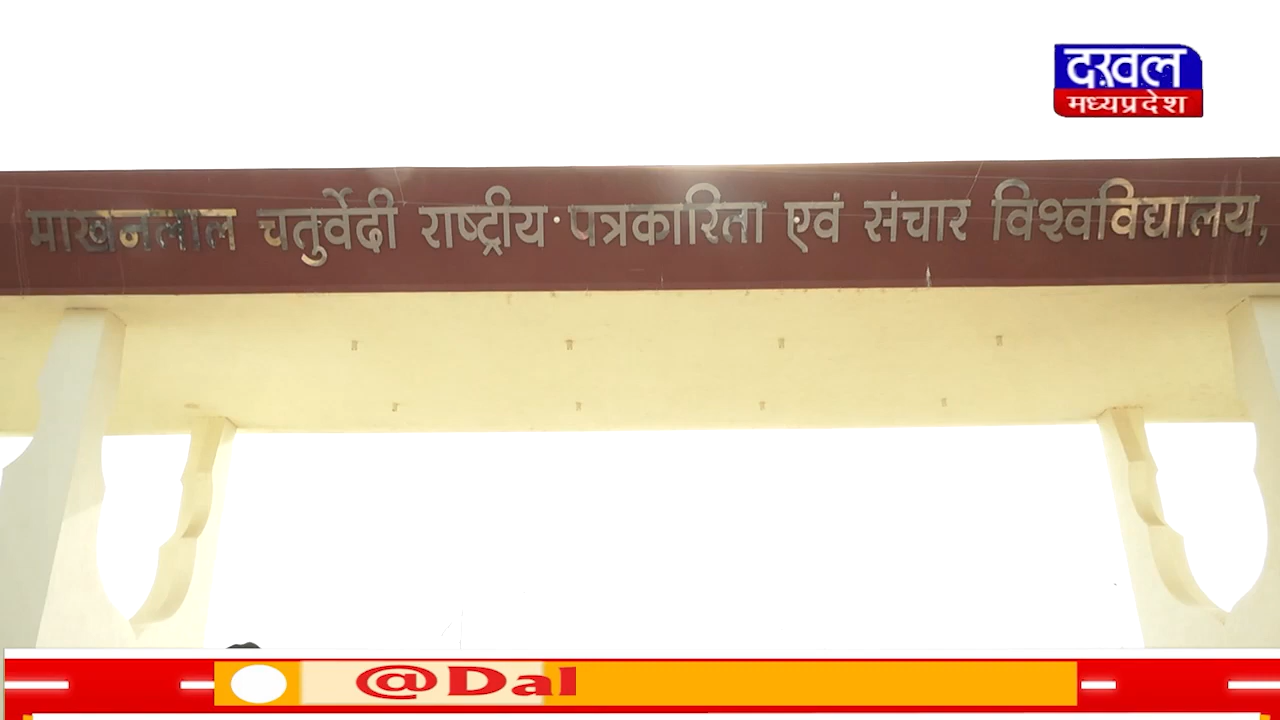 दख़ल
मध्यप्रदेश
माखनलाल चतुर्वेदी राष्ट्रीय पत्रकारिता एवं संचार विश्वविद्यालय,
@Dal